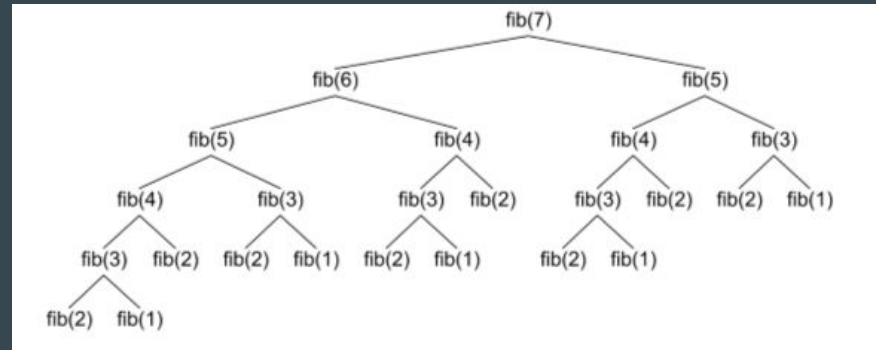 fib(7)
fib(6) fib(5)
fib(5) fib(4) fib(4) fib(3)
fib(4) fib(3) fib(3) fib(2) fib(3) fib(2) fib(2) fib(1)
fib(3) fib(2) fib(2) fib(1) fib(2) fib(1) fib(2) fib(1)
fib(2) fib(1)